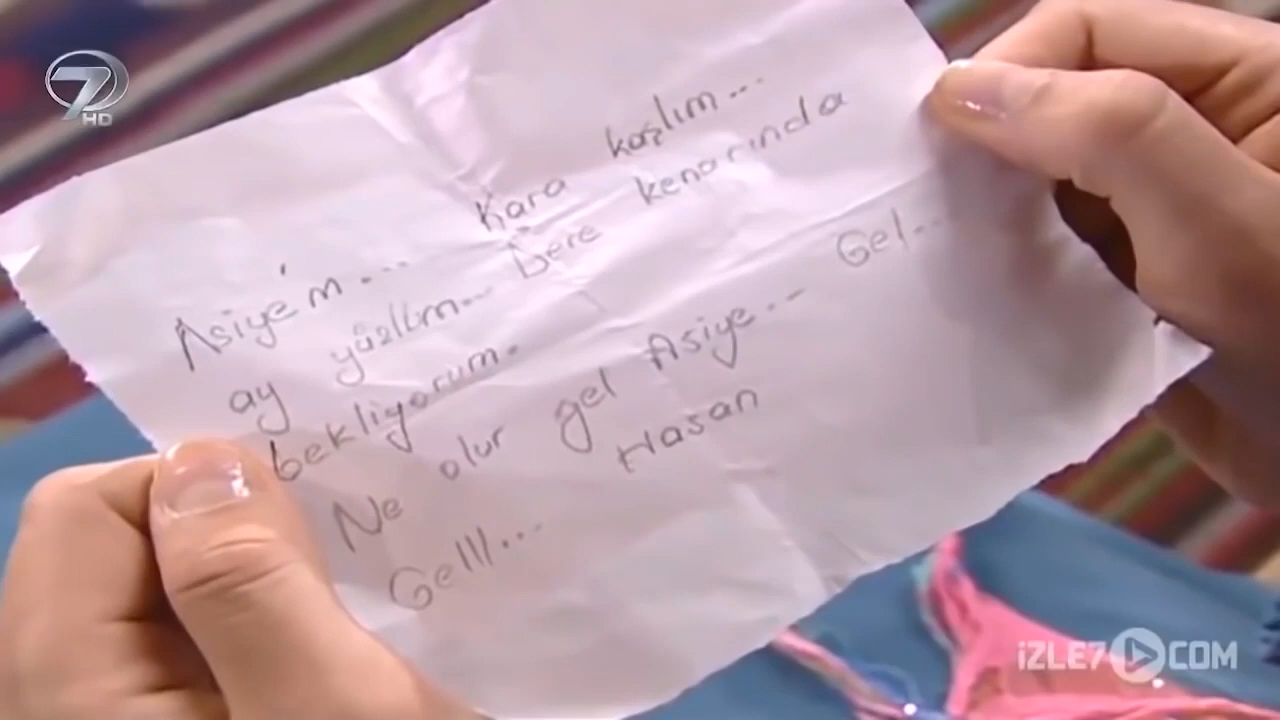 7
HD
Asiye'm... Kara kaşlım...
ay yüzlüm... Dere kenarında
bekliyorum.
Ne olur gel Asiye... Gel...
Gelll... Hasan
iZLE7.COM